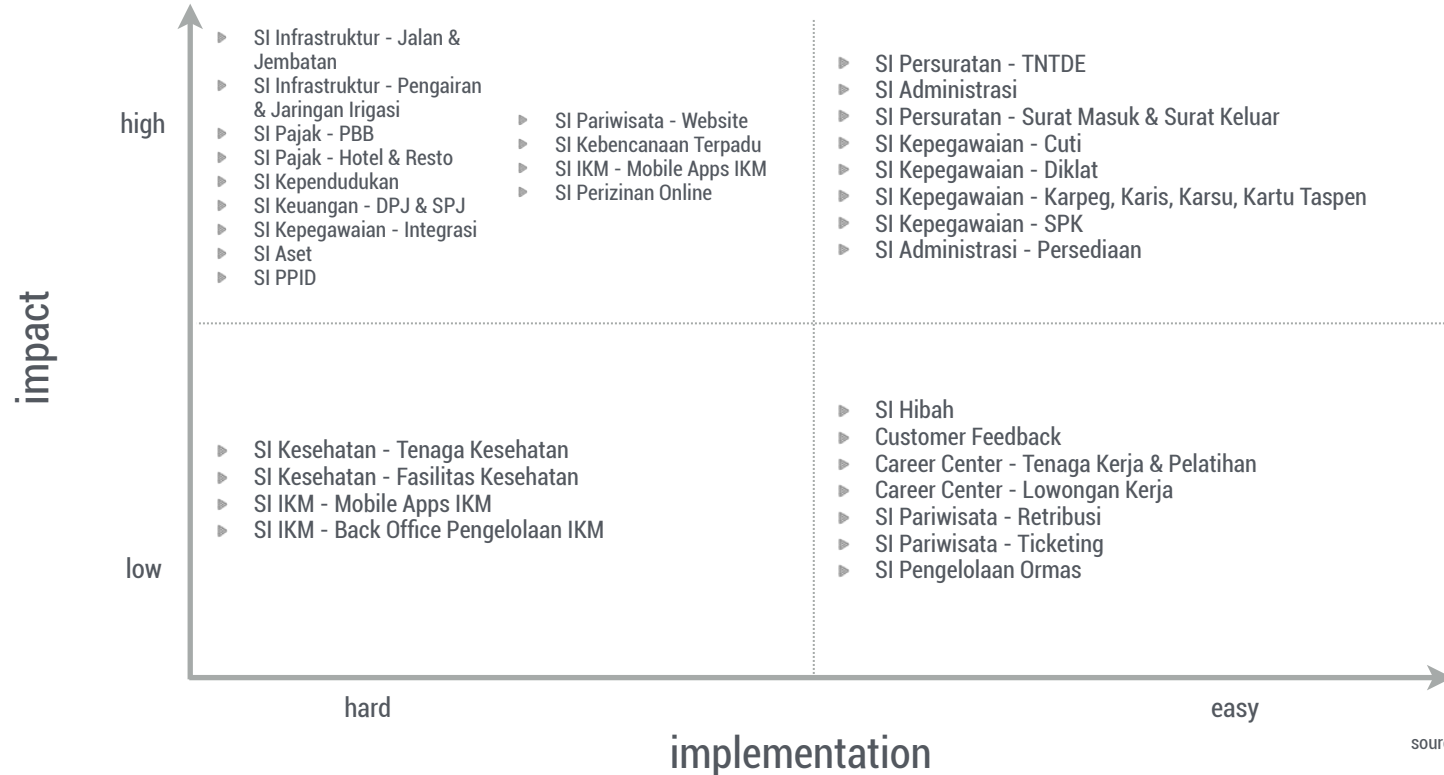 impact
high
low
SI Infrastruktur - Jalan &
Jembatan
SI Infrastruktur - Pengairan
& Jaringan Irigasi
SI Pajak - PBB
SI Pajak - Hotel & Resto
SI Kependudukan
SI Keuangan - DPJ & SPJ
SI Kepegawaian - Integrasi
SI Aset
SI PPID
SI Pariwisata - Website
SI Kebencanaan Terpadu
SI IKM - Mobile Apps IKM
SI Perizinan Online
SI Persuratan - TNTDE
SI Administrasi
SI Persuratan - Surat Masuk & Surat Keluar
SI Kepegawaian - Cuti
SI Kepegawaian - Diklat
SI Kepegawaian - Karpeg, Karis, Karsu, Kartu Taspen
SI Kepegawaian - SPK
SI Administrasi - Persediaan
SI Kesehatan - Tenaga Kesehatan
SI Kesehatan - Fasilitas Kesehatan
SI IKM - Mobile Apps IKM
SI IKM - Back Office Pengelolaan IKM
SI Hibah
Customer Feedback
Career Center - Tenaga Kerja & Pelatihan
Career Center - Lowongan Kerja
SI Pariwisata - Retribusi
SI Pariwisata - Ticketing
SI Pengelolaan Ormas
hard
easy
implementation